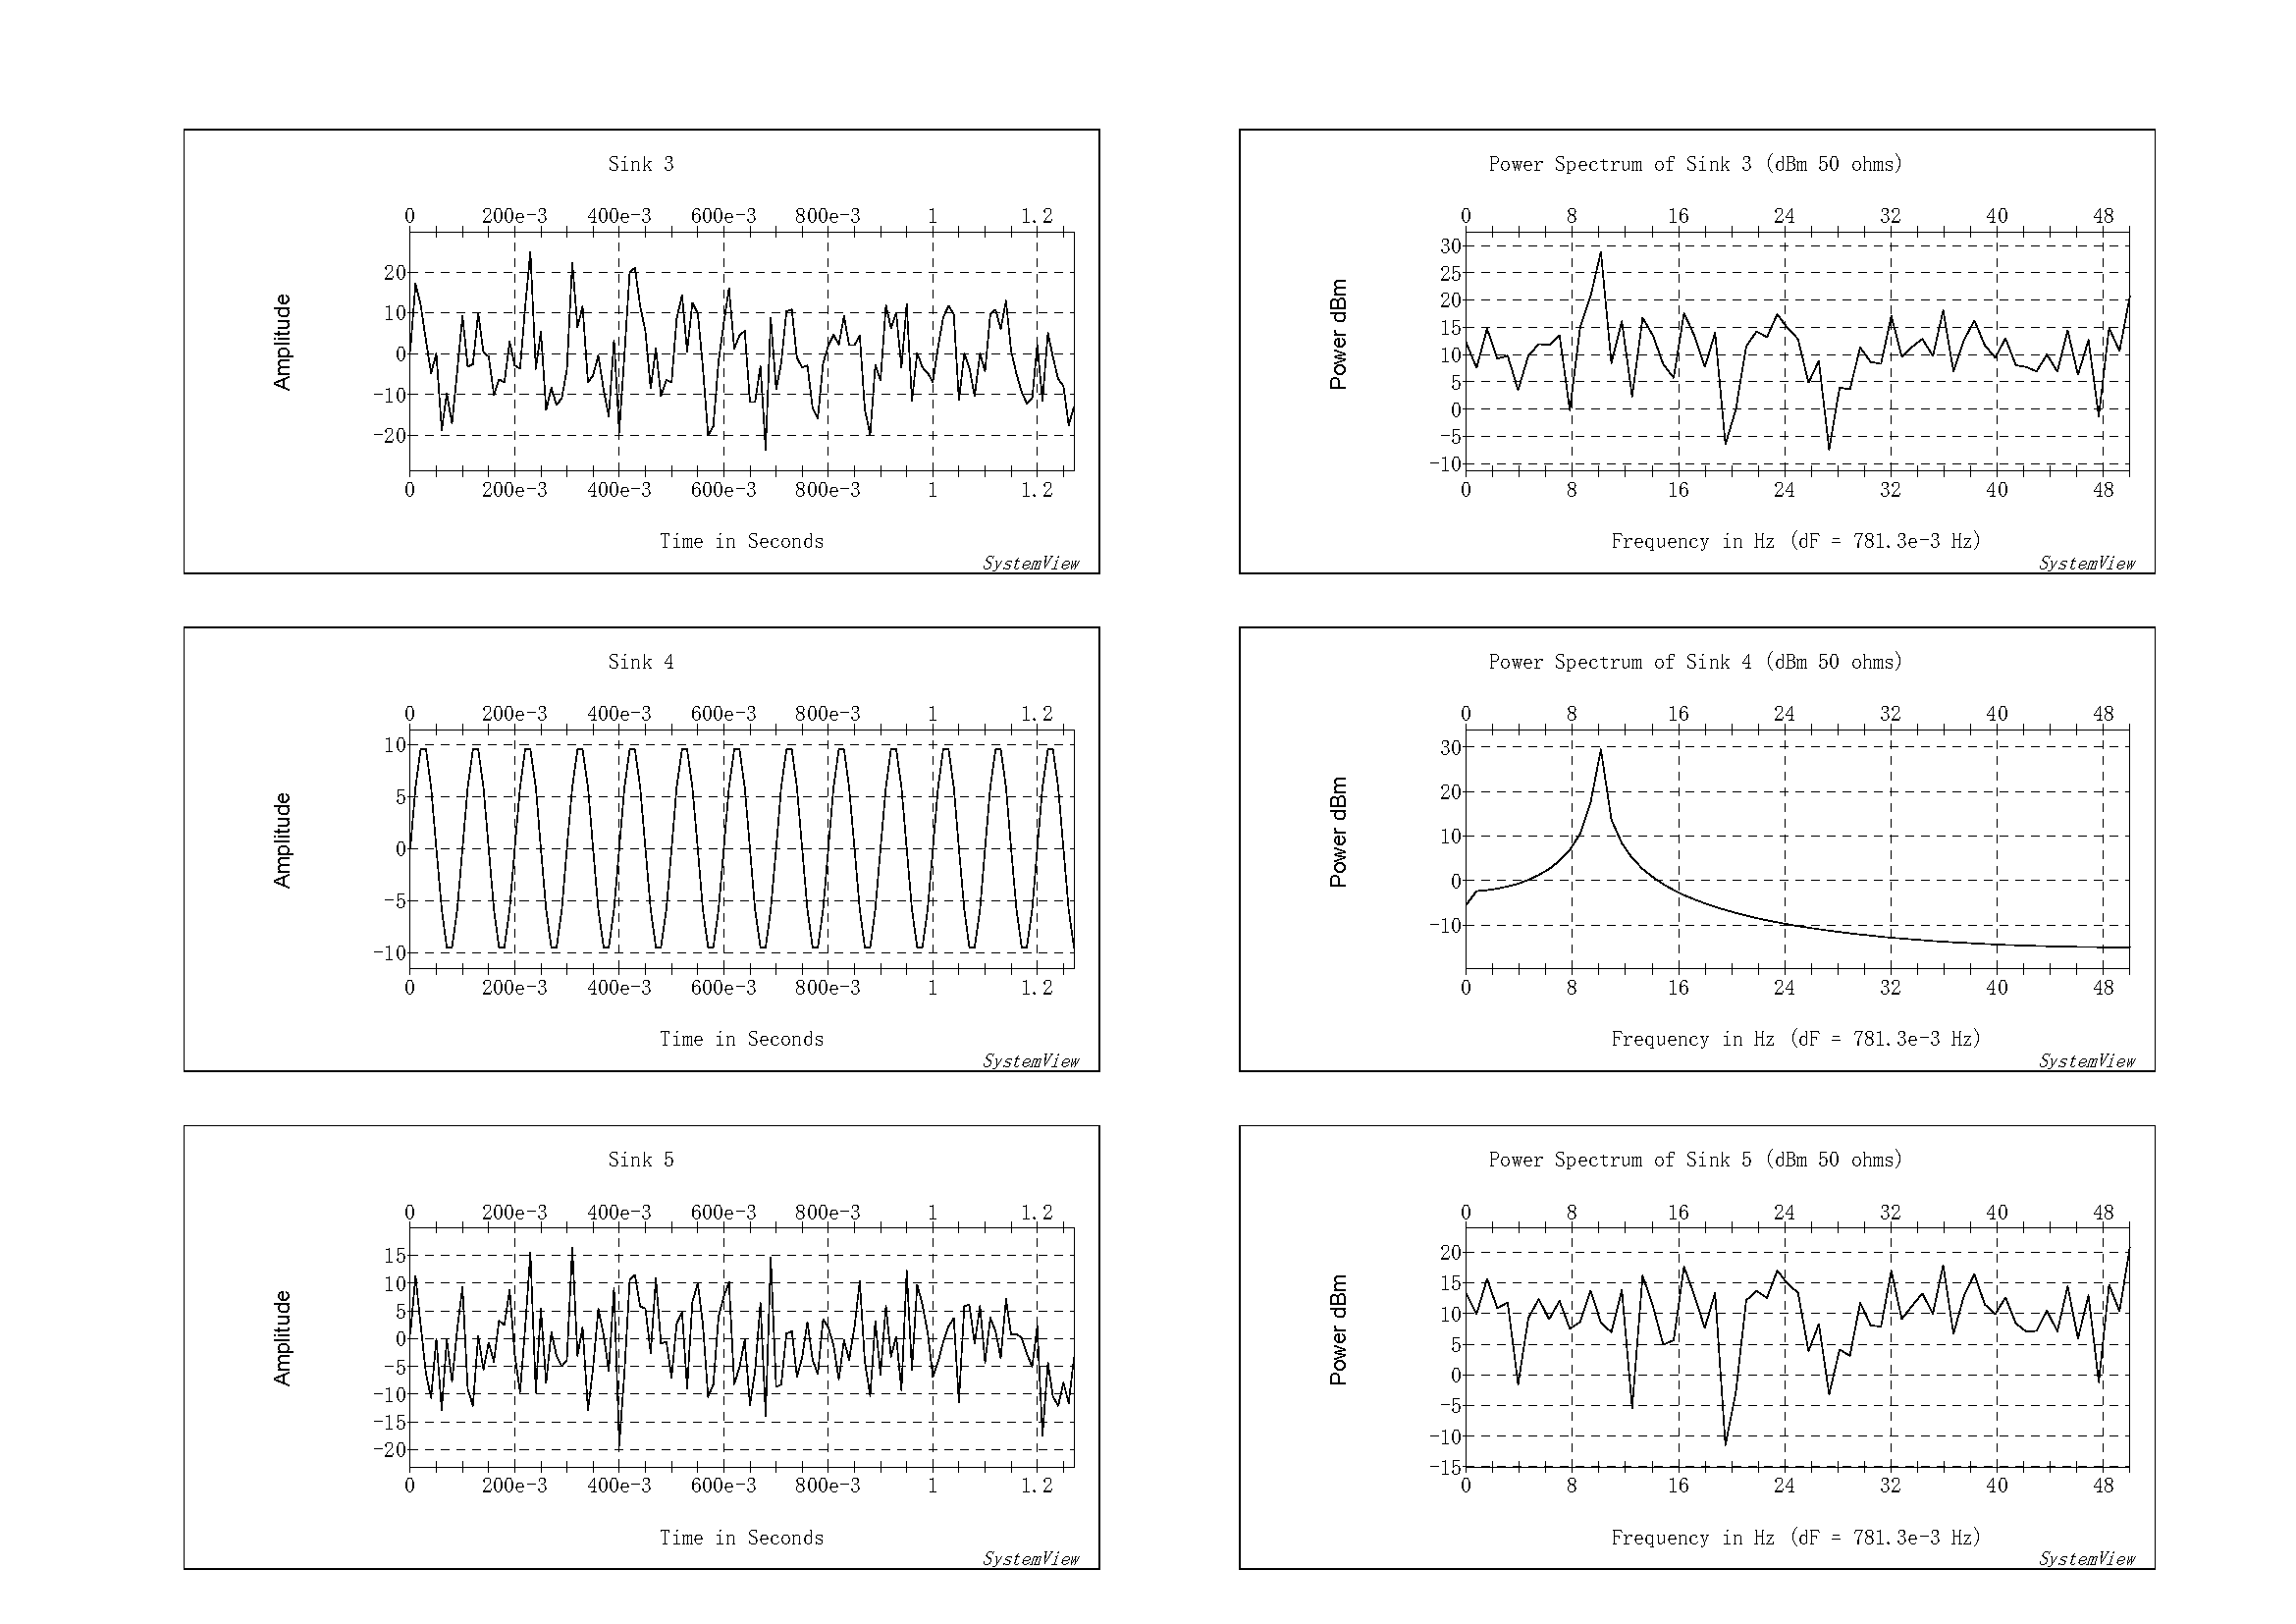 Sink 3
0 200e-3 400e-3 600e-3 800e-3 1 1.2
Amplitude
20
10
0
-10
-20
0 200e-3 400e-3 600e-3 800e-3 1 1.2
Time in Seconds
SystemView
Power Spectrum of Sink 3 (dBm 50 ohms)
0 8 16 24 32 40 48
Power dBm
30
25
20
15
10
5
0
-5
-10
0 8 16 24 32 40 48
Frequency in Hz (dF = 781.3e-3 Hz)
SystemView
Sink 4
0 200e-3 400e-3 600e-3 800e-3 1 1.2
Amplitude
10
5
0
-5
-10
0 200e-3 400e-3 600e-3 800e-3 1 1.2
Time in Seconds
SystemView
Power Spectrum of Sink 4 (dBm 50 ohms)
0 8 16 24 32 40 48
Power dBm
30
20
10
0
-10
0 8 16 24 32 40 48
Frequency in Hz (dF = 781.3e-3 Hz)
SystemView
Sink 5
0 200e-3 400e-3 600e-3 800e-3 1 1.2
Amplitude
15
10
5
0
-5
-10
-15
-20
0 200e-3 400e-3 600e-3 800e-3 1 1.2
Time in Seconds
SystemView
Power Spectrum of Sink 5 (dBm 50 ohms)
0 8 16 24 32 40 48
Power dBm
20
15
10
5
0
-5
-10
-15
0 8 16 24 32 40 48
Frequency in Hz (dF = 781.3e-3 Hz)
SystemView